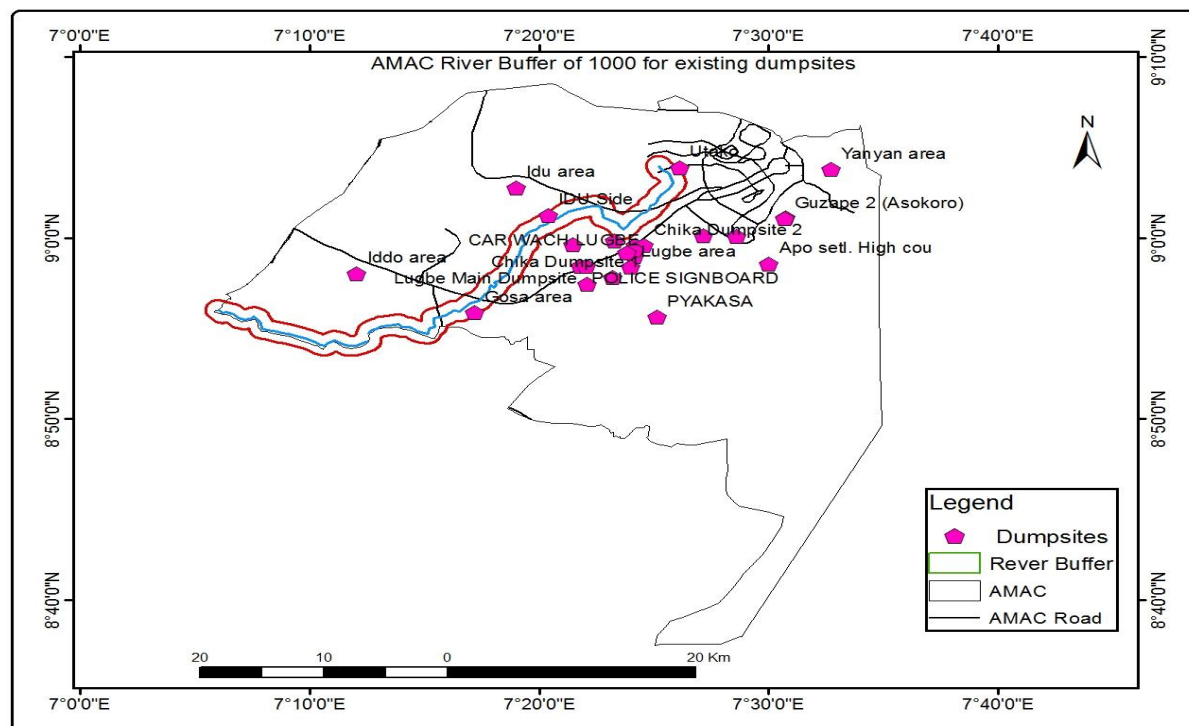 7°0'0"E 7°10'0"E 7°20'0"E 7°30'0"E 7°40'0"E
9°10'0"N 9°10'0"N
AMAC River Buffer of 1000 for existing dumpsites
N
Utako
Yanyan area
Idu area
IDU Side
Guzape 2 (Asokoro)
9°0'0"N 9°0'0"N
CAR WACH LUGBE
Chika Dumpsite 2
Lugbe area
Apo setl. High cou
Iddo area
Chika Dumpsite 1
Lugbe Main Dumpsite
POLICE SIGNBOARD
Gosa area
PYAKASA
8°50'0"N 8°50'0"N
Legend
Dumpsites
Rever Buffer
AMAC
AMAC Road
8°40'0"N 8°40'0"N
20 10 0 20 Km
7°0'0"E 7°10'0"E 7°20'0"E 7°30'0"E 7°40'0"E